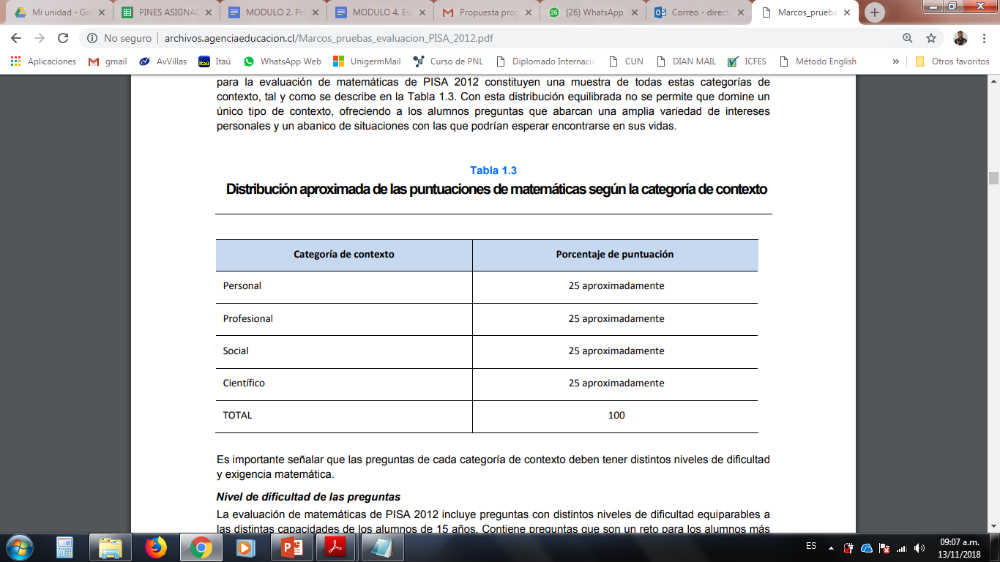 Mi unidad - Go
PINES ASIGNAD
MODULO 2. Pru
MODULO 4. Eva
Propuesta prog
(26) WhatsApp
Correo - directo
Marcos_prueba
No seguro | archivos.agenciaeducacion.cl/Marcos_pruebas_evaluacion_PISA_2012.pdf
Aplicaciones gmail AvVillas Itaú WhatsApp Web UnigermMail Curso de PNL Diplomado Internacio CUN DIAN MAIL ICFES Método English » Otros favoritos
para la evaluación de matemáticas de PISA 2012 constituyen una muestra de todas estas categorías de
contexto, tal y como se describe en la Tabla 1.3. Con esta distribución equilibrada no se permite que domine un
único tipo de contexto, ofreciendo a los alumnos preguntas que abarcan una amplia variedad de intereses
personales y un abanico de situaciones con las que podrían esperar encontrarse en sus vidas.
Tabla 1.3
Distribución aproximada de las puntuaciones de matemáticas según la categoría de contexto
Categoría de contexto Porcentaje de puntuación
Personal 25 aproximadamente
Profesional 25 aproximadamente
Social 25 aproximadamente
Científico 25 aproximadamente
TOTAL 100
Es importante señalar que las preguntas de cada categoría de contexto deben tener distintos niveles de dificultad
y exigencia matemática.
Nivel de dificultad de las preguntas
La evaluación de matemáticas de PISA 2012 incluye preguntas con distintos niveles de dificultad equiparables a
las distintas capacidades de los alumnos de 15 años. Contiene preguntas que son un reto para los alumnos más
ES
09:07 a.m.
13/11/2018